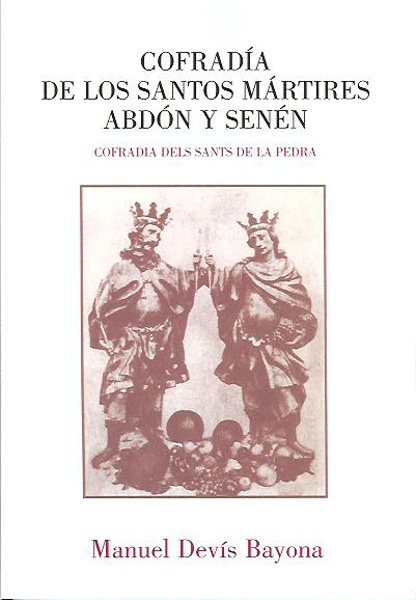 COFRADÍA
DE LOS SANTOS MÁRTIRES
ABDÓN Y SENÉN
COFRADIA DELS SANTS DE LA PEDRA
Manuel Devís Bayona